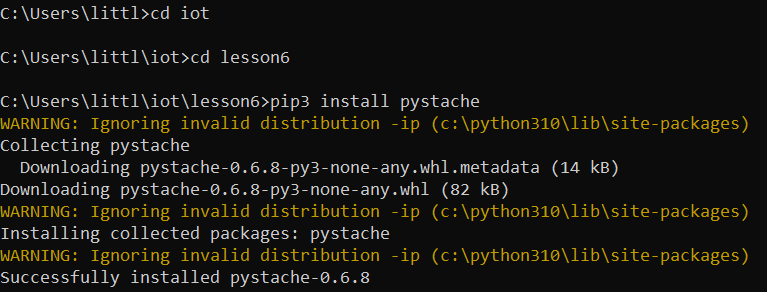 C:\Users\littl>cd iot
C:\Users\littl\iot>cd lesson6
C:\Users\littl\iot\lesson6>pip3 install pystache
WARNING: Ignoring invalid distribution -ip (c:\python310\lib\site-packages)
Collecting pystache
  Downloading pystache-0.6.8-py3-none-any.whl.metadata (14 kB)
Downloading pystache-0.6.8-py3-none-any.whl (82 kB)
WARNING: Ignoring invalid distribution -ip (c:\python310\lib\site-packages)
Installing collected packages: pystache
WARNING: Ignoring invalid distribution -ip (c:\python310\lib\site-packages)
Successfully installed pystache-0.6.8